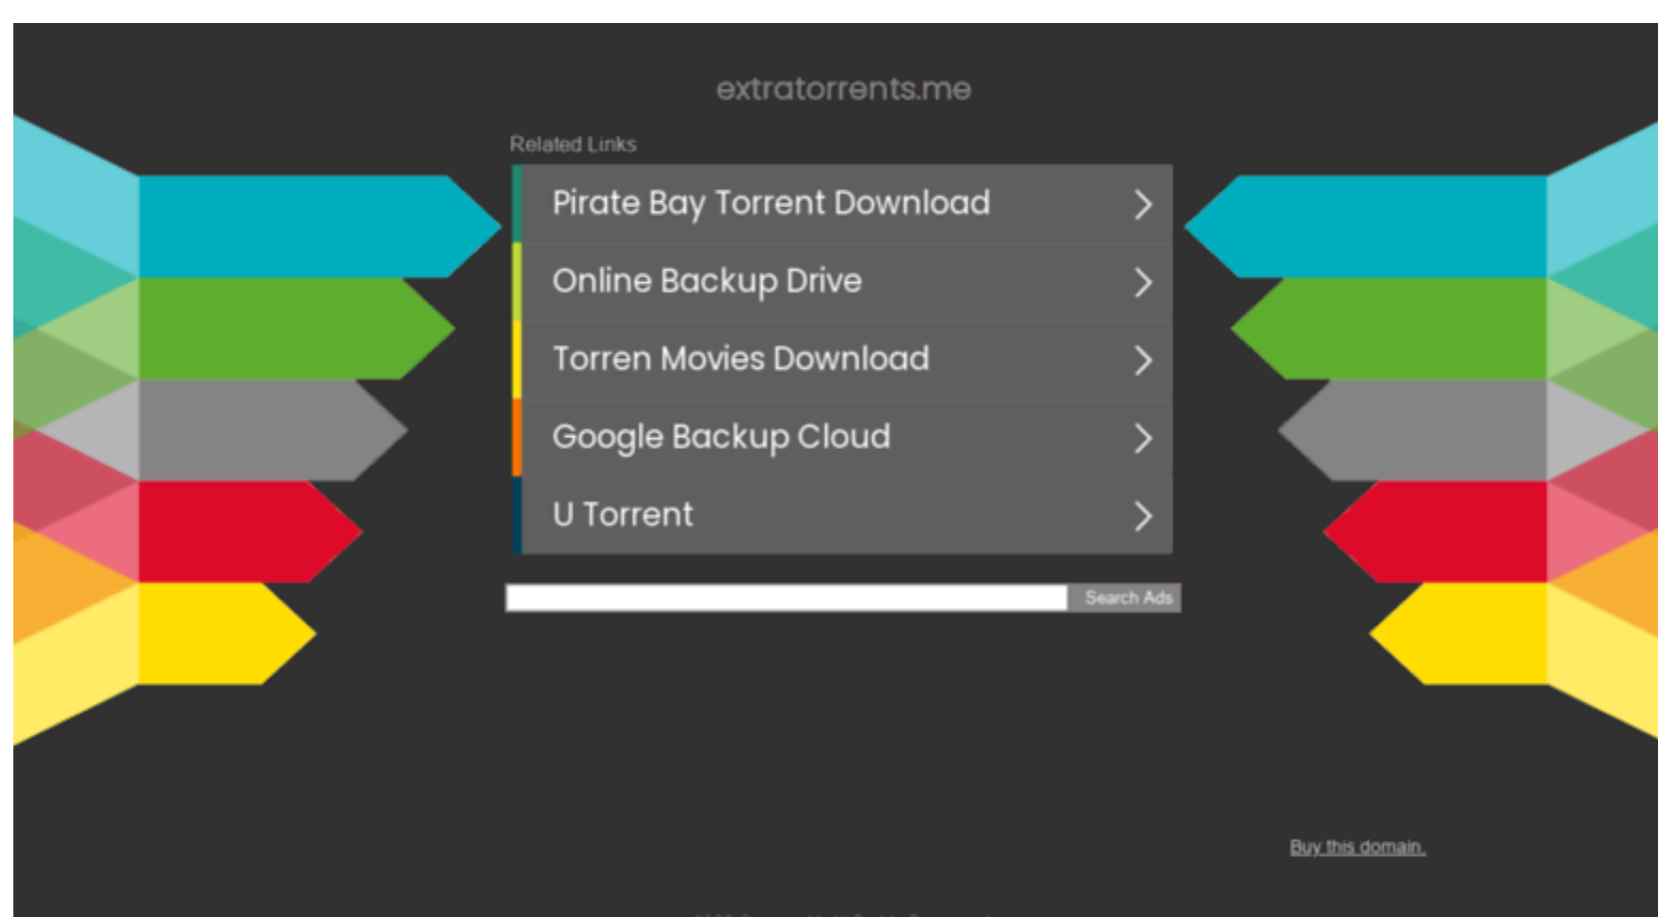 extratorrents.me
Related Links
Pirate Bay Torrent Download
Online Backup Drive
Torren Movies Download
Google Backup Cloud
U Torrent
Search Ads
Buy this domain.